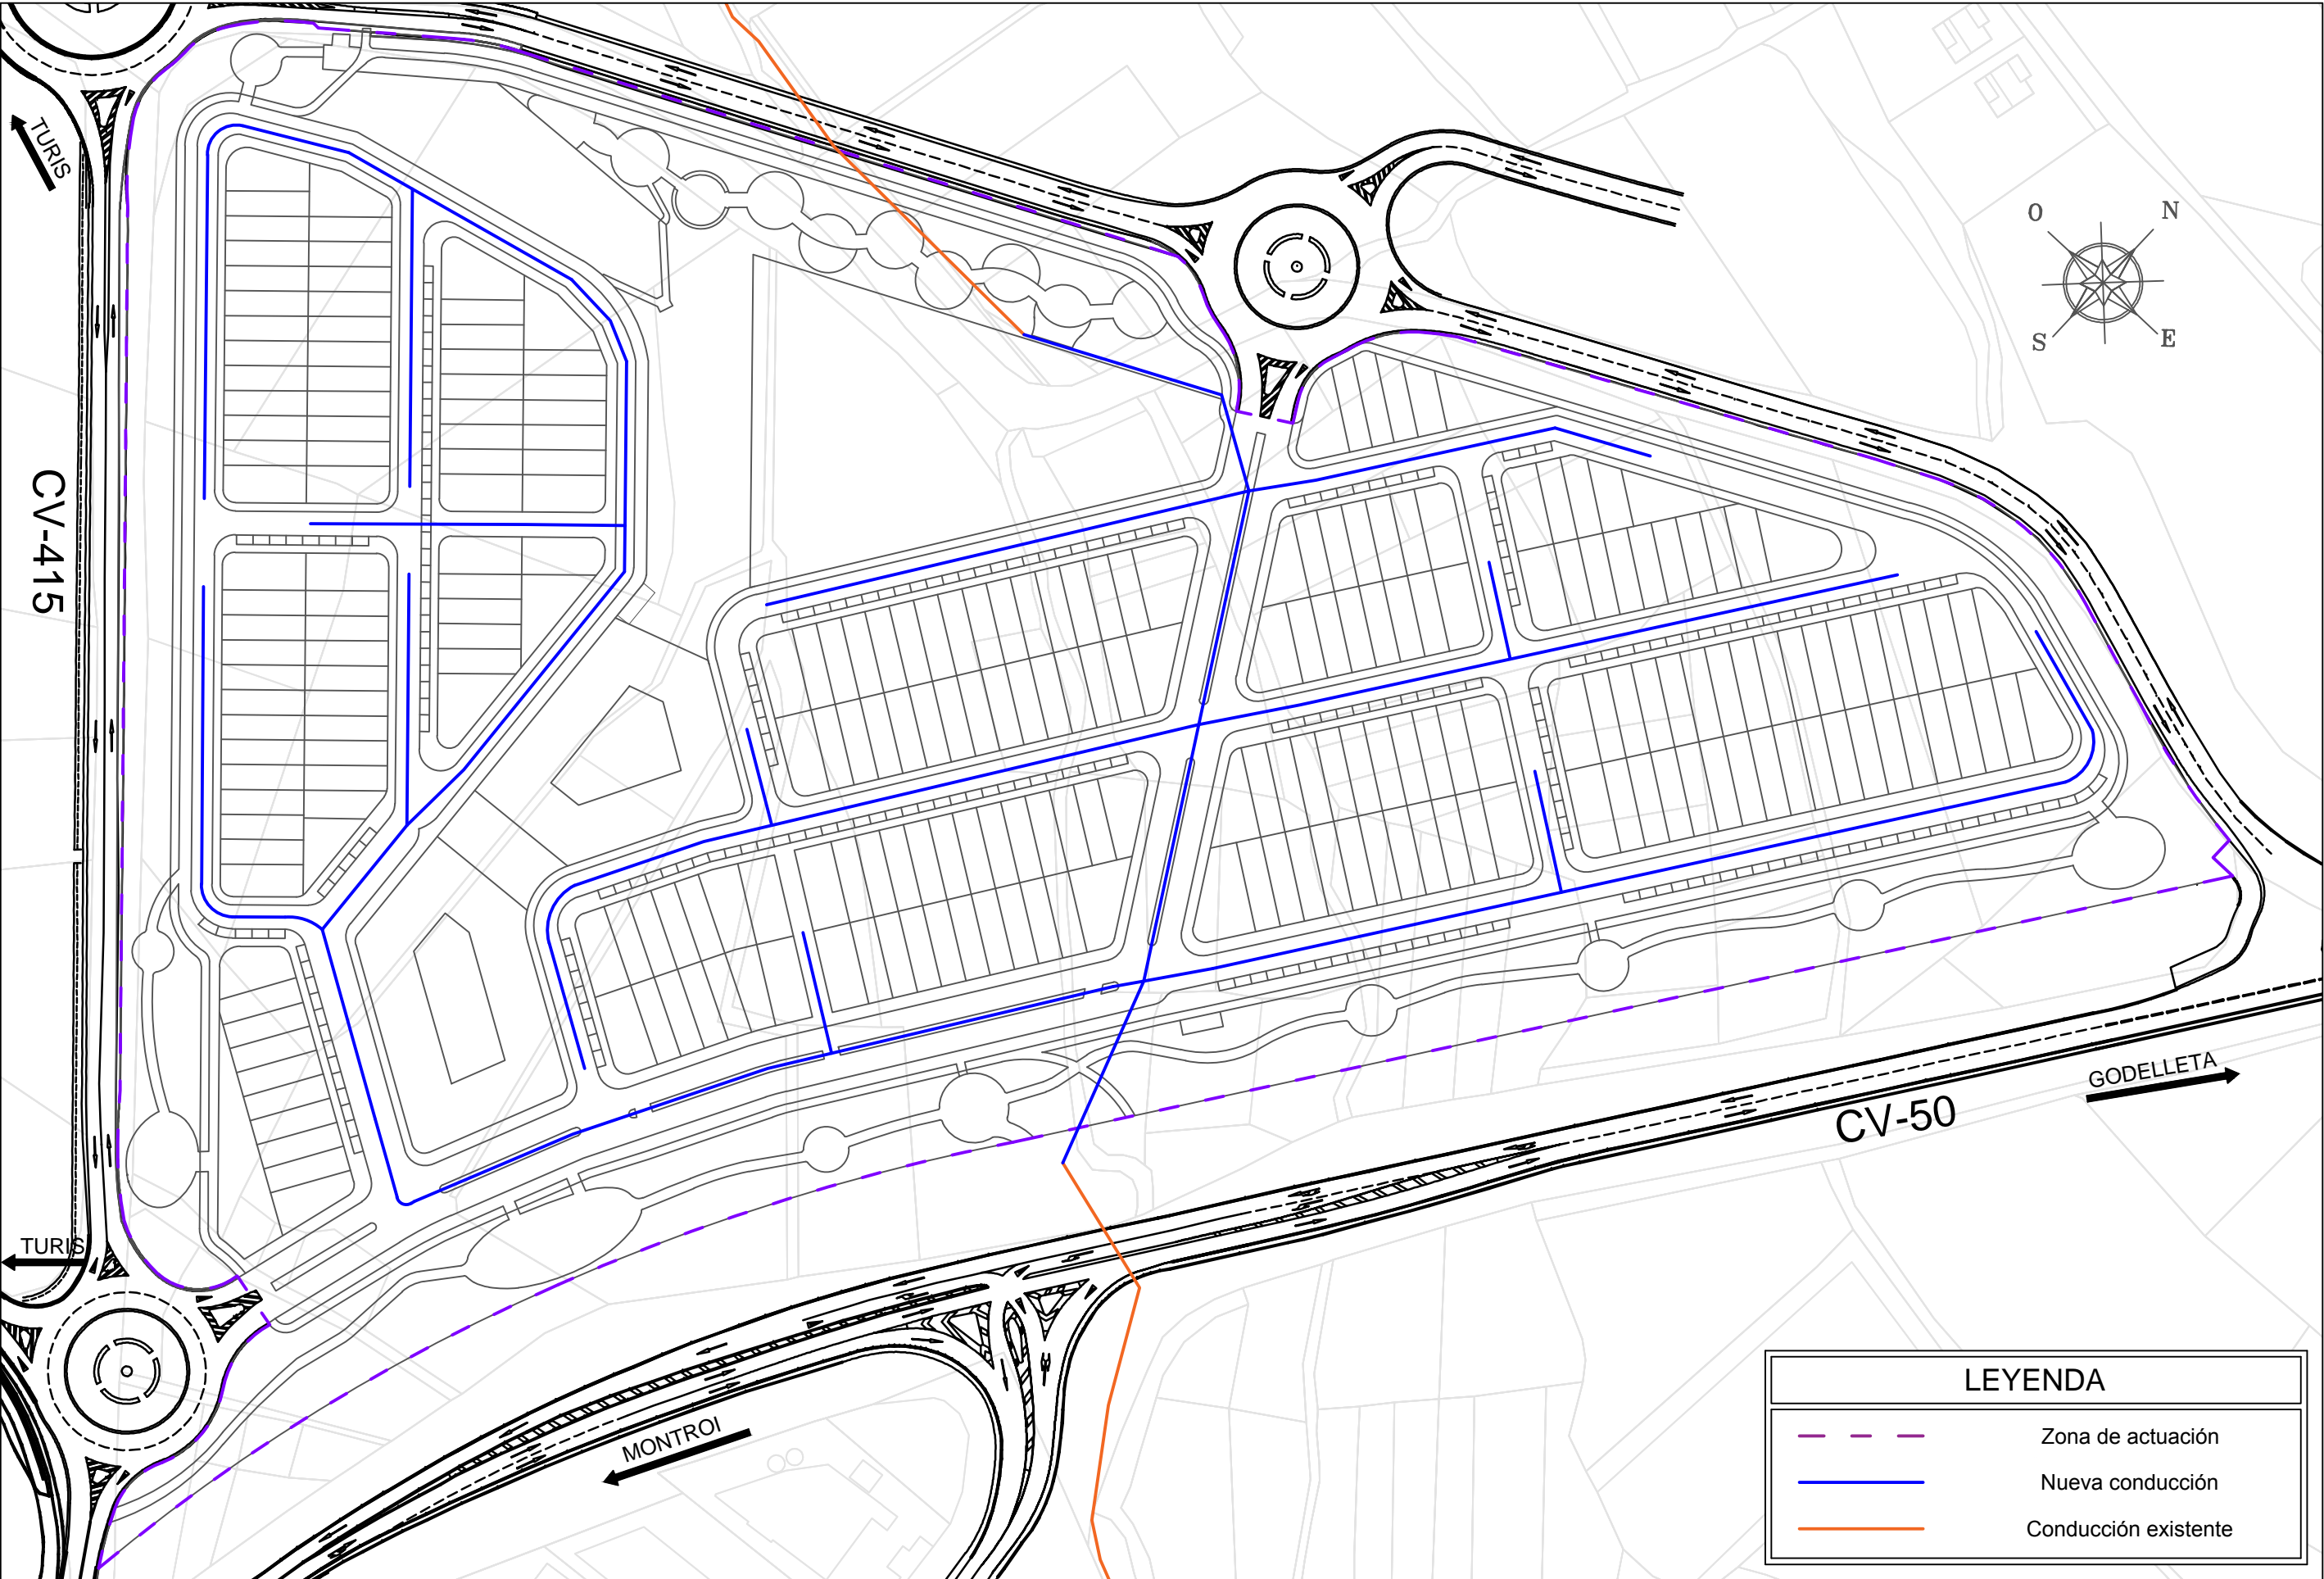 TURIS
CV-415
O
N
S
E
GODELLETA
CV-50
TURIS
MONTROI
LEYENDA
Zona de actuación
Nueva conducción
Conducción existente